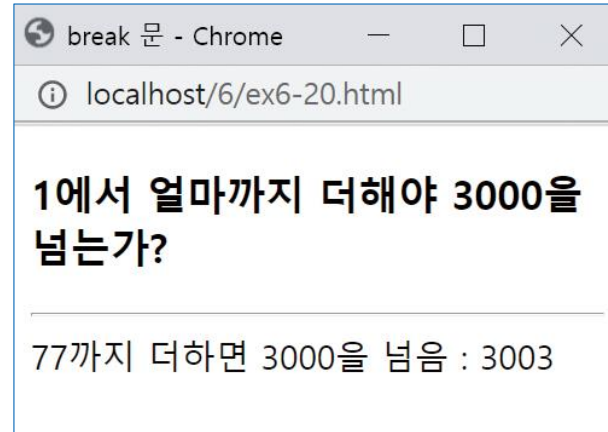 break 문 - Chrome
localhost/6/ex6-20.html
1에서 얼마까지 더해야 3000을
넘는가?
77까지 더하면 3000을 넘음 : 3003